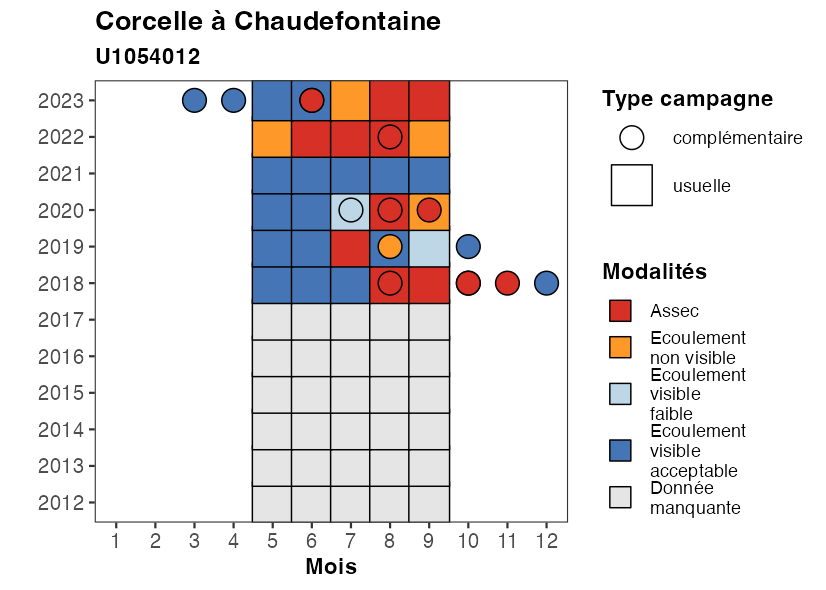 Corcelle à Chaudefontaine
U1054012
2023
2022
2021
2020
2019
2018
2017
2016
2015
2014
2013
2012
1 2 3 4 5 6 7 8 9 10 11 12
Mois
Type campagne
complémentaire
usuelle
Modalités
Assec
Ecoulement
non visible
Ecoulement
visible
faible
Ecoulement
visible
acceptable
Donnée
manquante